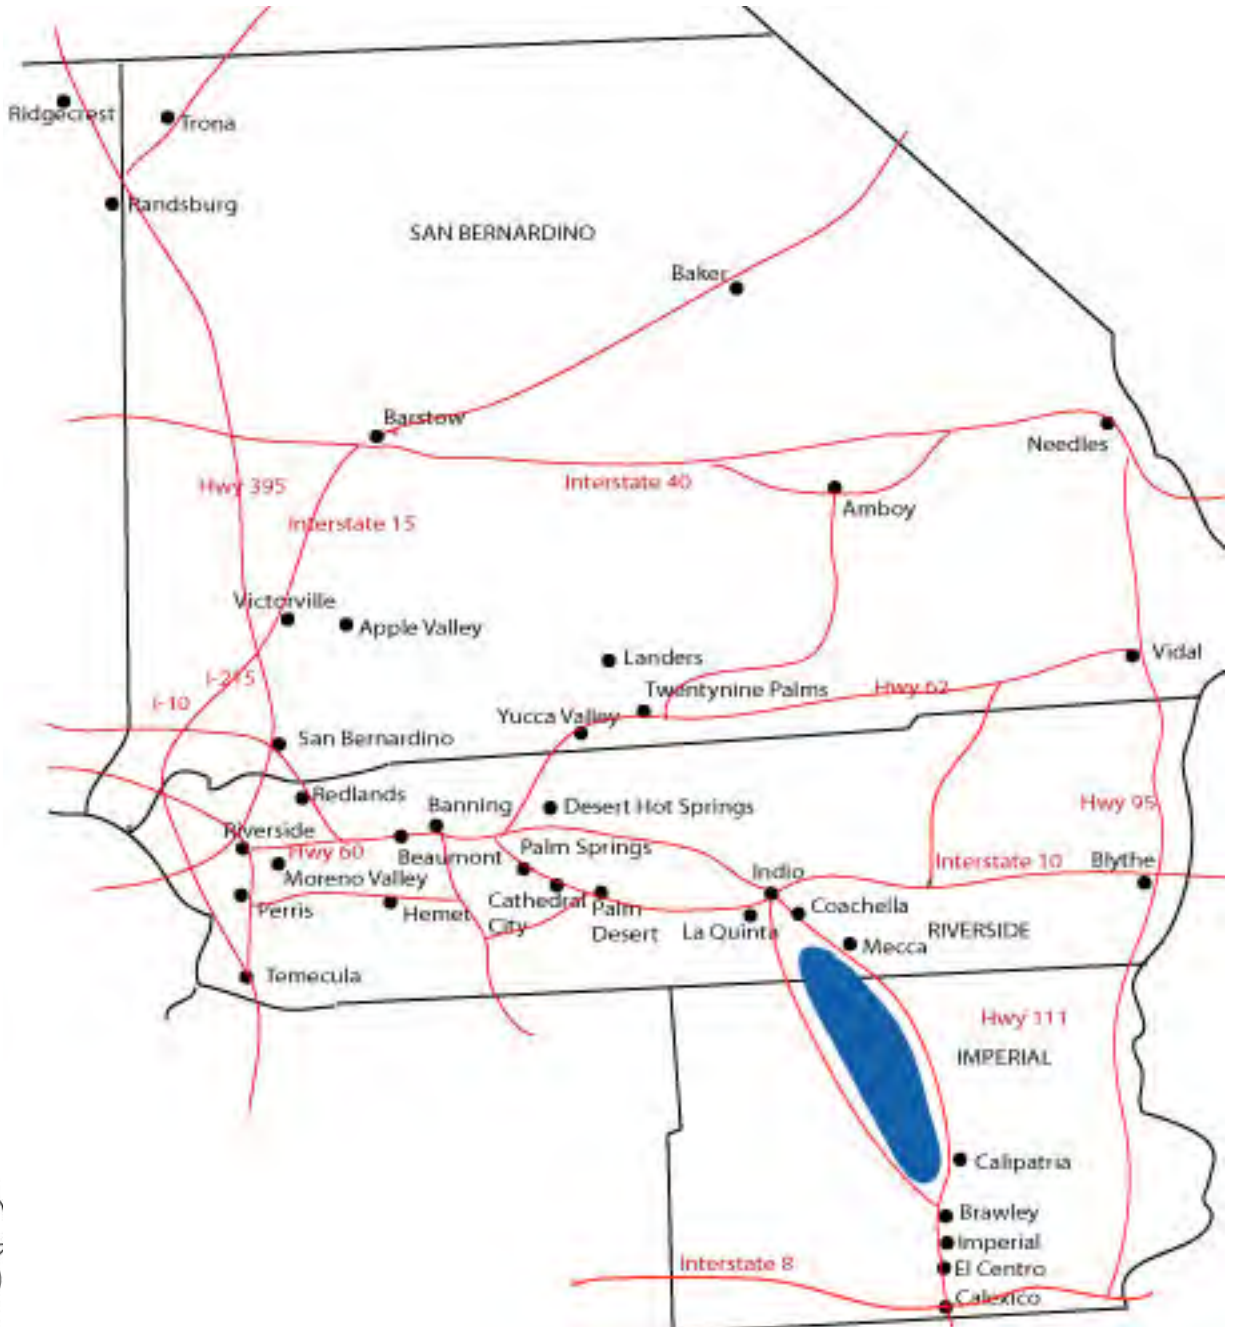 Ridgecrest
Trona
Randsburg
SAN BERNARDINO
Baker
Barstow
Needles
Hwy 395
Interstate 40
Amboy
Interstate 15
Victorville
Apple Valley
Landers
Vidal
I-215
Twentynine Palms
Hwy 62
I-10
Yucca Valley
San Bernardino
Redlands
Banning
Desert Hot Springs
Hwy 95
Riverside
Hwy 60
Beaumont
Palm Springs
Interstate 10
Blythe
Moreno Valley
Indio
Perris
Hemet
Cathedral
City
Palm
Desert
La Quinta
Coachella
RIVERSIDE
Mecca
Temecula
Hwy 111
IMPERIAL
Calipatria
Brawley
Imperial
Interstate 8
El Centro
Calexico